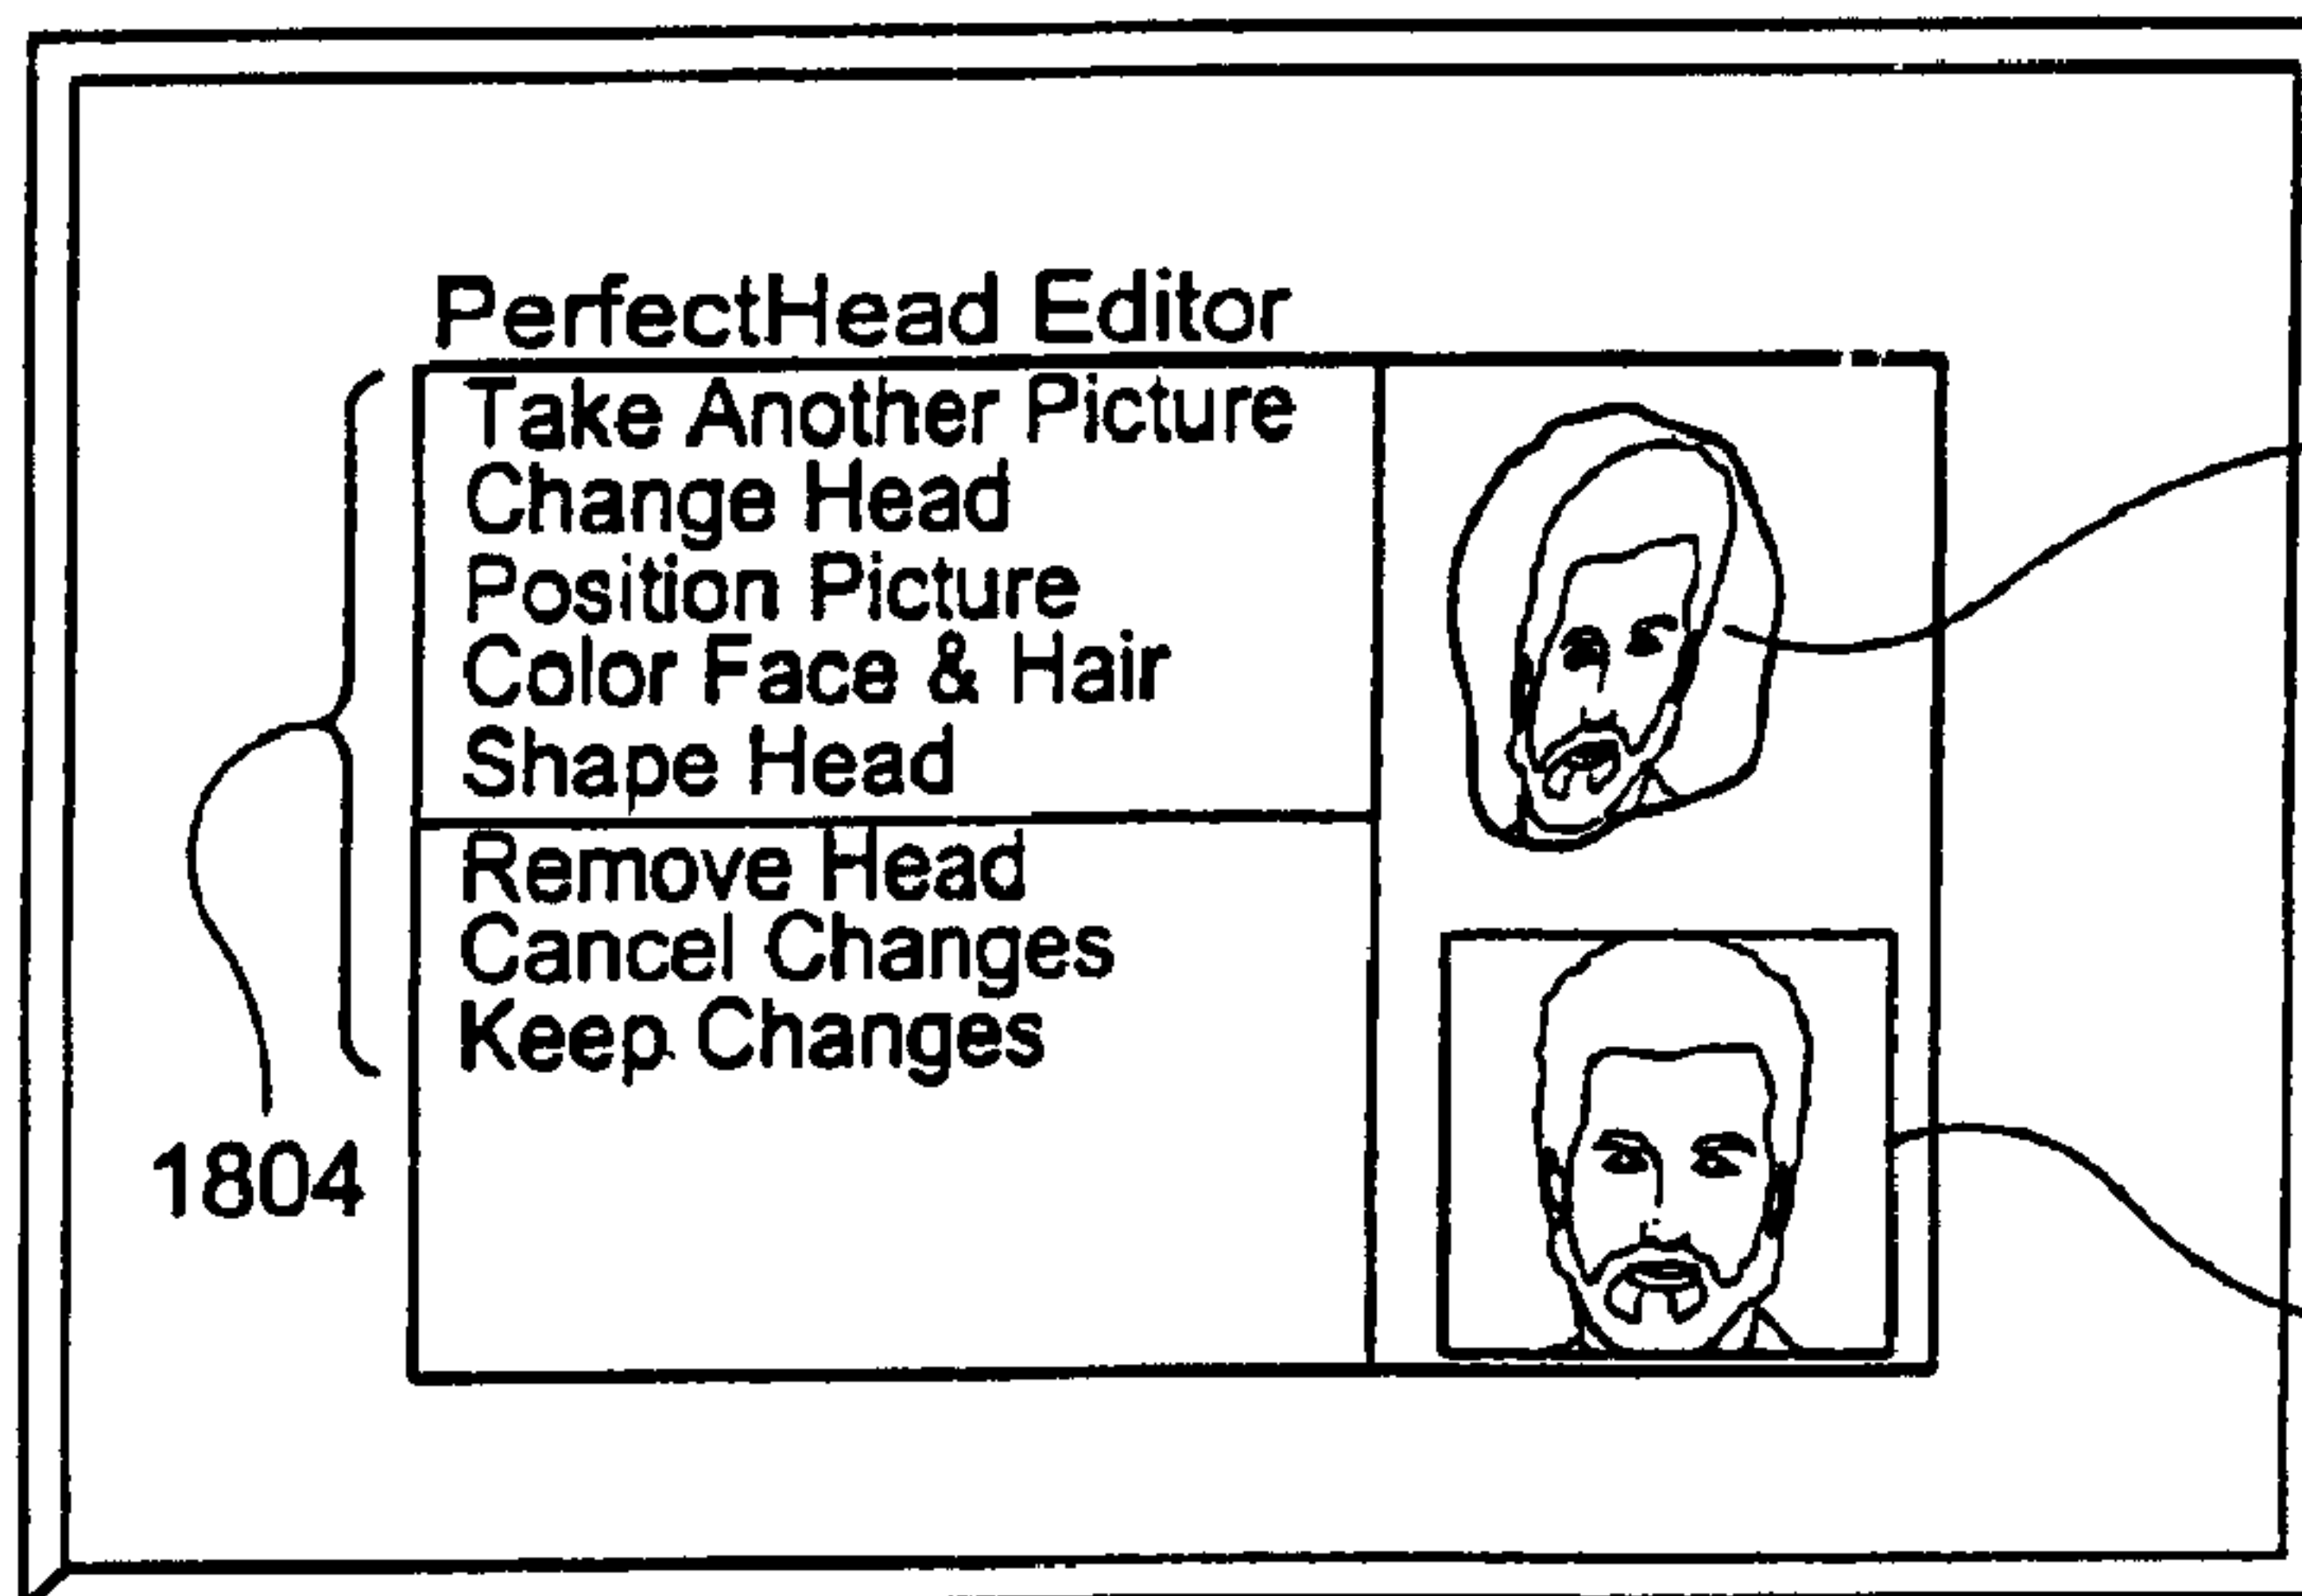 PerfectHead Editor
Take Another Picture
Change Head
Position Picture
Color Face & Hair
Shape Head
Remove Head
Cancel Changes
Keep Changes
1804